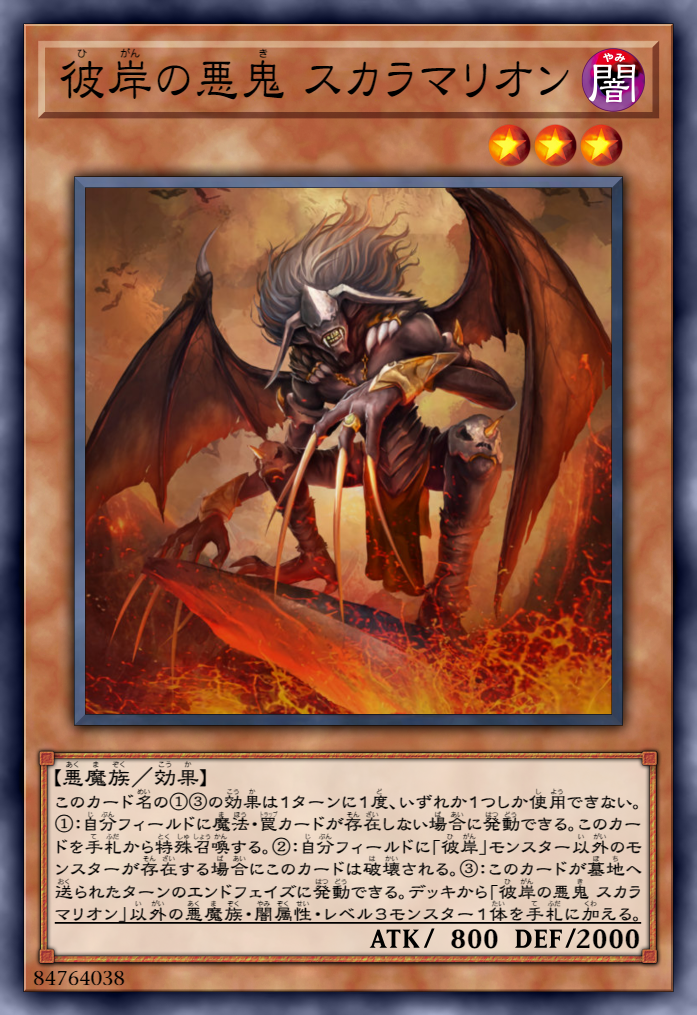 彼岸の悪鬼 スカラマリオン
闇
【悪魔族／効果】
このカード名の①③の効果は１ターンに１度、いずれか１つしか使用できない。
①：自分フィールドに魔法・罠カードが存在しない場合に発動できる。このカー
ドを手札から特殊召喚する。②：自分フィールドに「彼岸」モンスター以外のモ
ンスターが存在する場合にこのカードは破壊される。③：このカードが墓地へ
送られたターンのエンドフェイズに発動できる。デッキから「彼岸の悪鬼 スカラ
マリオン」以外の悪魔族・闇属性・レベル３モンスター１体を手札に加える。
ATK/ 800 DEF/2000
84764038